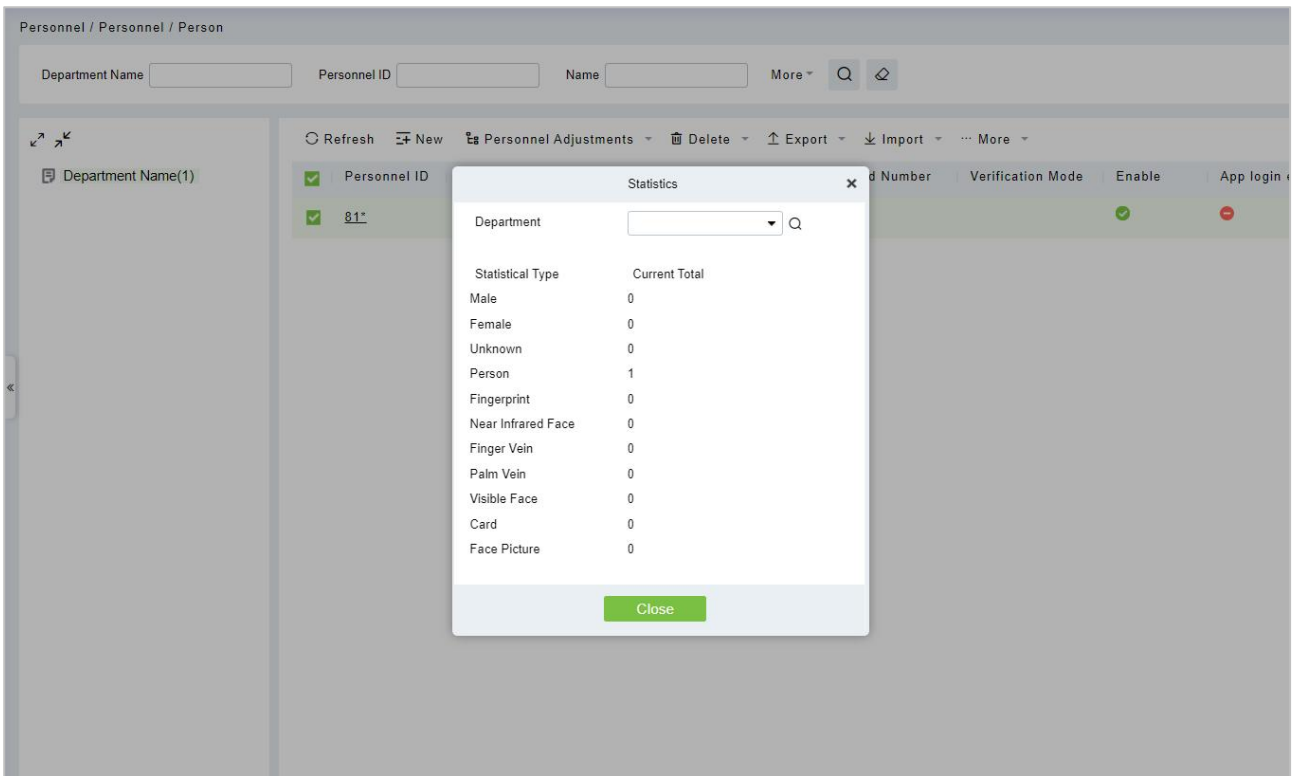 Personnel / Personnel / Person
Department Name Personnel ID Name More
Refresh New Personnel Adjustments Delete Export Import ··· More
Department Name(1)
Personnel ID d Number Verification Mode Enable App login
81*
Statistics
Department
Statistical Type Current Total
Male 0
Female 0
Unknown 0
Person 1
Fingerprint 0
Near Infrared Face 0
Finger Vein 0
Palm Vein 0
Visible Face 0
Card 0
Face Picture 0
Close